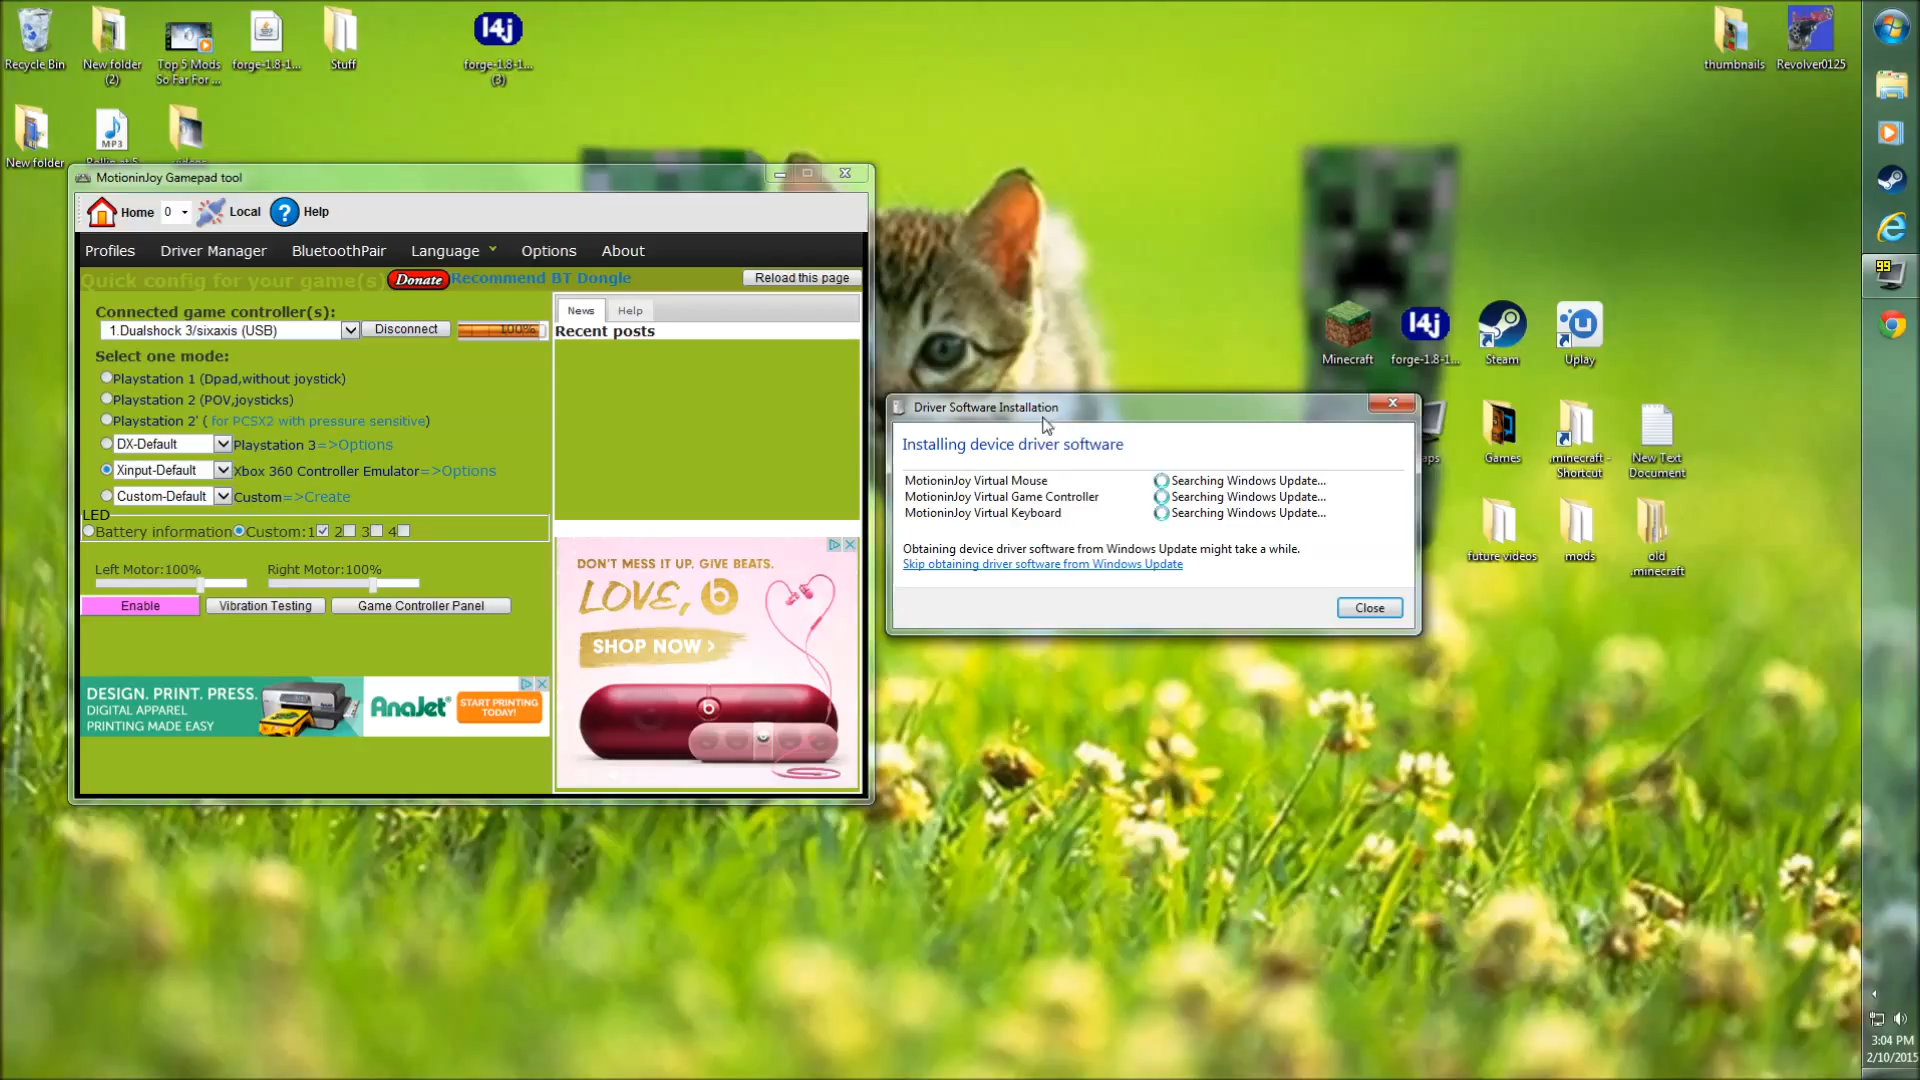 Recycle Bin
New folder
(2)
Top 5 Mods
So Far For ...
forge-1.8-1...
Stuff
l4j
forge-1.8-1...
(3)
thumbnails
Revolver0125
New folder
MP3
videos
MotioninJoy Gamepad tool
Home 0 Local ? Help
Profiles Driver Manager BluetoothPair Language Options About
Quick config for your game(s) Donate Recommend BT Dongle Reload this page
Connected game controller(s):
1.Dualshock 3/sixaxis (USB) Disconnect 100%
Select one mode:
Playstation 1 (Dpad,without joystick)
Playstation 2 (POV,joysticks)
Playstation 2' ( for PCSX2 with pressure sensitive)
DX-Default Playstation 3=>Options
Xinput-Default Xbox 360 Controller Emulator=>Options
Custom-Default Custom=>Create
LED
Battery information Custom:1 2 3 4
Left Motor:100% Right Motor:100%
Enable Vibration Testing Game Controller Panel
DESIGN. PRINT. PRESS.
DIGITAL APPAREL
PRINTING MADE EASY
AnaJet
START PRINTING
TODAY!
News Help
Recent posts
DON'T MESS IT UP. GIVE BEATS.
LOVE, b
SHOP NOW >
Driver Software Installation
Installing device driver software
MotioninJoy Virtual Mouse Searching Windows Update...
MotioninJoy Virtual Game Controller Searching Windows Update...
MotioninJoy Virtual Keyboard Searching Windows Update...
Obtaining device driver software from Windows Update might take a while.
Skip obtaining driver software from Windows Update
Close
Minecraft
l4j
forge-1.8-1...
Steam
Uplay
Games
.minecraft -
Shortcut
New Text
Document
future videos
mods
old
.minecraft
99
3:04 PM
2/10/2015